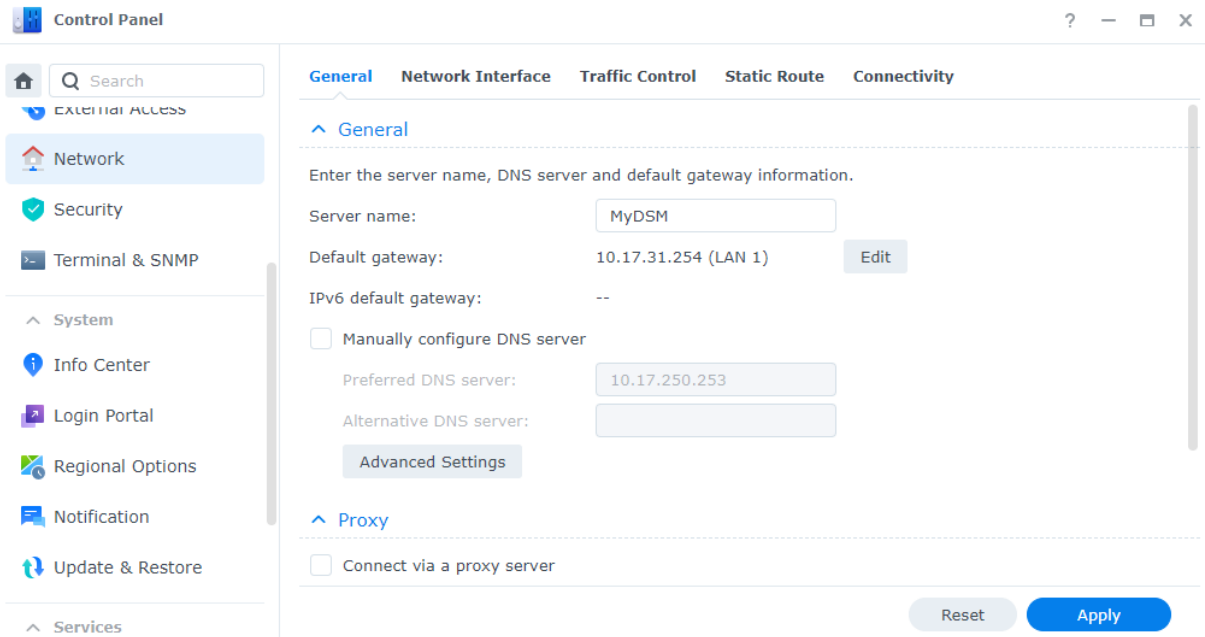 Control Panel
?
Search
External Access
Network
Security
Terminal & SNMP
System
Info Center
Login Portal
Regional Options
Notification
Update & Restore
Services
General Network Interface Traffic Control Static Route Connectivity
General
Enter the server name, DNS server and default gateway information.
Server name: MyDSM
Default gateway: 10.17.31.254 (LAN 1) Edit
IPv6 default gateway: --
Manually configure DNS server
Preferred DNS server: 10.17.250.253
Alternative DNS server:
Advanced Settings
Proxy
Connect via a proxy server
Reset Apply